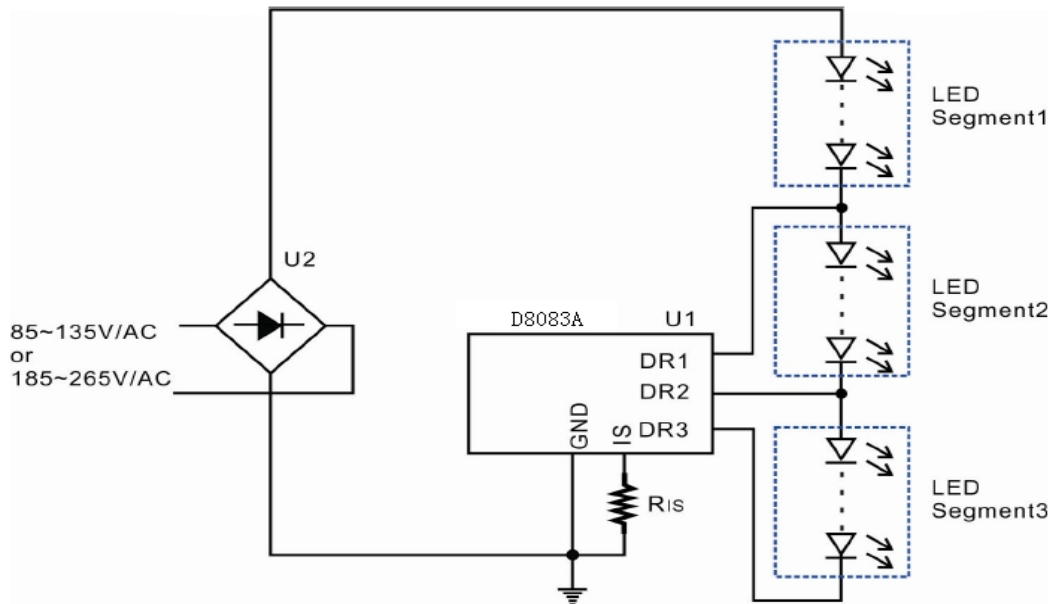 LED
Segment1
U2
85~135V/AC
or
185~265V/AC
D8083A
U1
DR1
DR2
DR3
GND
IS
RIS
LED
Segment2
LED
Segment3